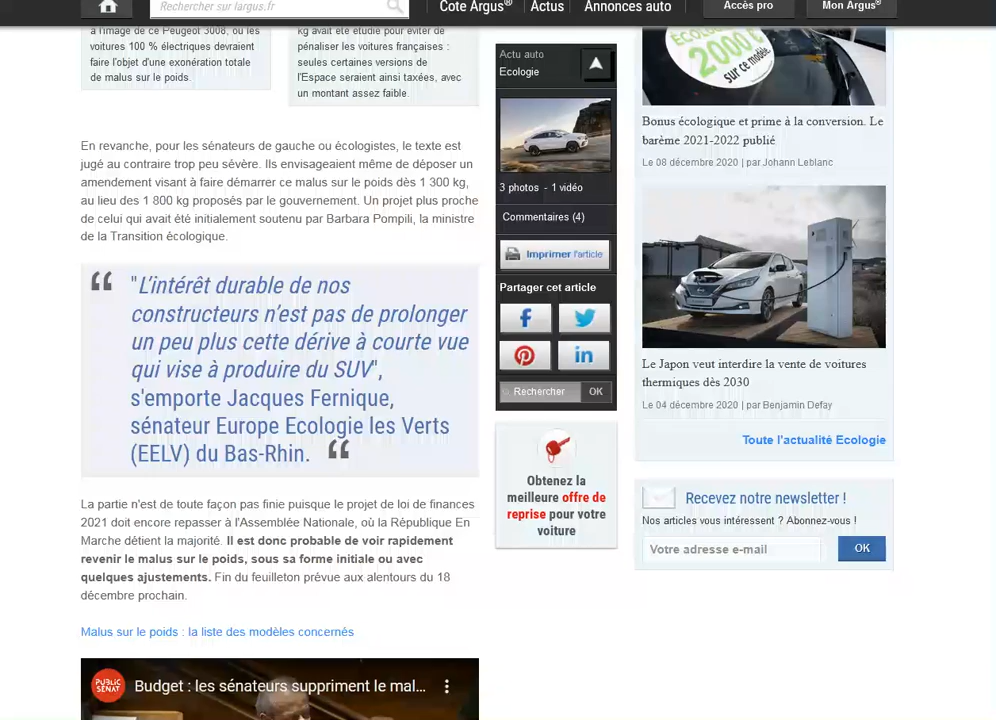 Rechercher sur largus.fr
Cote Argus®
Actus
Annonces auto
Accès pro
Mon Argus®
à l'image de ce Peugeot 3008, ou les
voitures 100 % électriques devraient
faire l'objet d'une exonération totale
de malus sur le poids.
kg avait été étudié pour éviter de
pénaliser les voitures françaises :
seules certaines versions de
l'Espace seraient ainsi taxées, avec
un montant assez faible.
En revanche, pour les sénateurs de gauche ou écologistes, le texte est
jugé au contraire trop peu sévère. Ils envisageaient même de déposer un
amendement visant à faire démarrer ce malus sur le poids dès 1 300 kg,
au lieu des 1 800 kg proposés par le gouvernement. Un projet plus proche
de celui qui avait été initialement soutenu par Barbara Pompili, la ministre
de la Transition écologique.
"L'intérêt durable de nos
constructeurs n'est pas de prolonger
un peu plus cette dérive à courte vue
qui vise à produire du SUV",
s'emporte Jacques Fernique,
sénateur Europe Ecologie les Verts
(EELV) du Bas-Rhin.
La partie n'est de toute façon pas finie puisque le projet de loi de finances
2021 doit encore repasser à l'Assemblée Nationale, où la République En
Marche détient la majorité. Il est donc probable de voir rapidement
revenir le malus sur le poids, sous sa forme initiale ou avec
quelques ajustements. Fin du feuilleton prévue aux alentours du 18
décembre prochain.
Malus sur le poids : la liste des modèles concernés
PUBLIC
SENAT
Budget : les sénateurs suppriment le mal...
Actu auto
Ecologie
3 photos - 1 vidéo
Commentaires (4)
Imprimer l'article
Partager cet article
Rechercher
OK
Obtenez la
meilleure offre de
reprise pour votre
voiture
2000 €
sur ce modèle
Bonus écologique et prime à la conversion. Le
barème 2021-2022 publié
Le 08 décembre 2020 | par Johann Leblanc
Le Japon veut interdire la vente de voitures
thermiques dès 2030
Le 04 décembre 2020 | par Benjamin Defay
Toute l'actualité Ecologie
Recevez notre newsletter !
Nos articles vous intéressent ? Abonnez-vous !
Votre adresse e-mail
OK